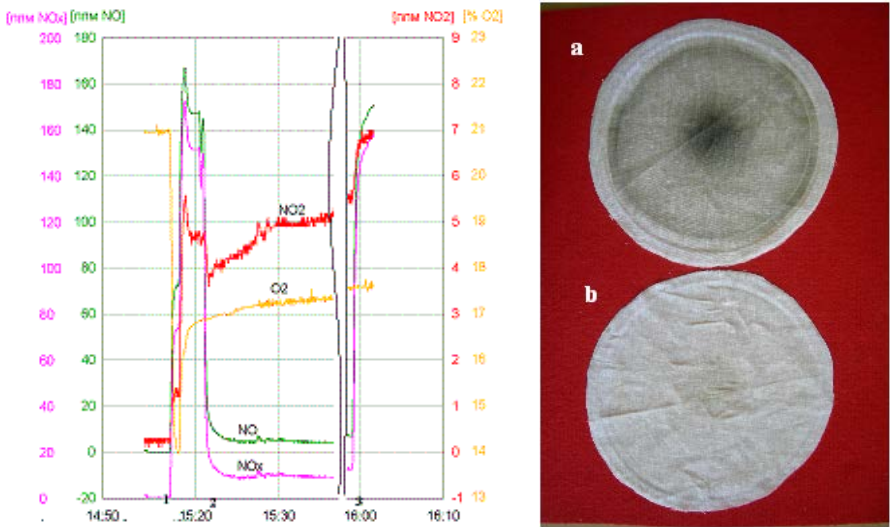 [ппм NOx] [ппм NO] [ппм NO2] [% O2]
200 180 9 23
180 160 8 22
160 140 7 21
140 120 6 20
120 100 5 19
100 80 4 18
80 60 3 17
60 40 2 16
40 20 1 15
20 0 0 14
0 -20 -1 13
NO2
O2
NO
NOx
1 2 3
14:50 15:20 15:30 16:00 16:10
a
b